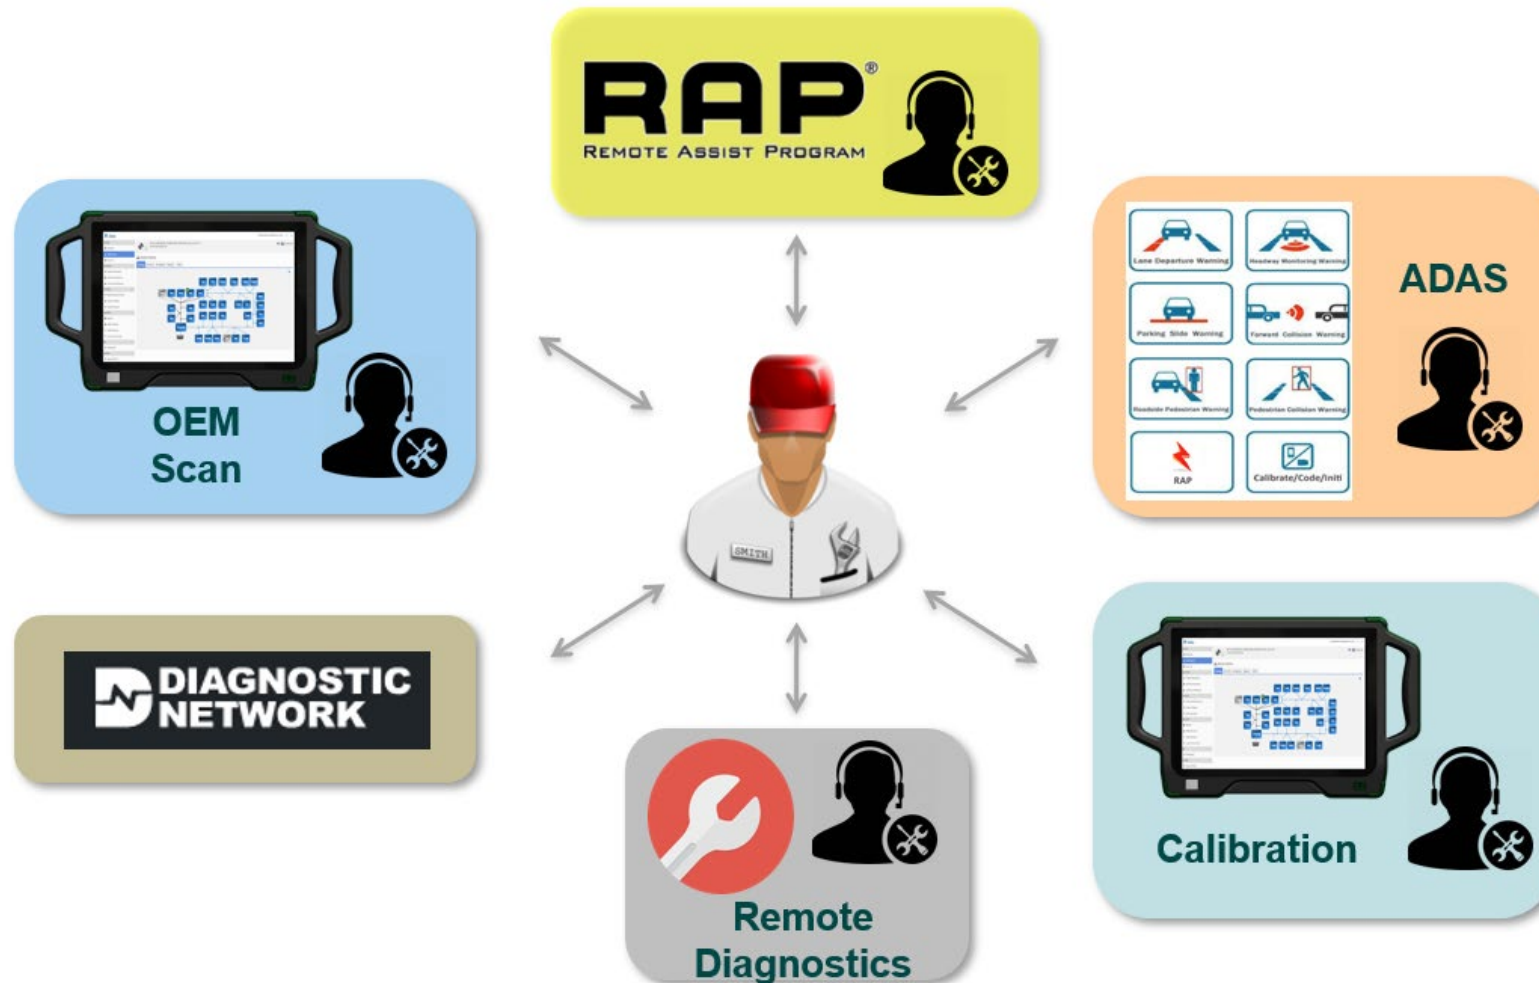 RAP®
REMOTE ASSIST PROGRAM
OEM
Scan
ADAS
Lane Departure Warning
Headway Monitoring Warning
Parking Slide Warning
Forward Collision Warning
Roadside Pedestrian Warning
Pedestrian Collision Warning
RAP
Calibrate/Code/Initi
SMITH
DIAGNOSTIC
NETWORK
Calibration
Remote
Diagnostics